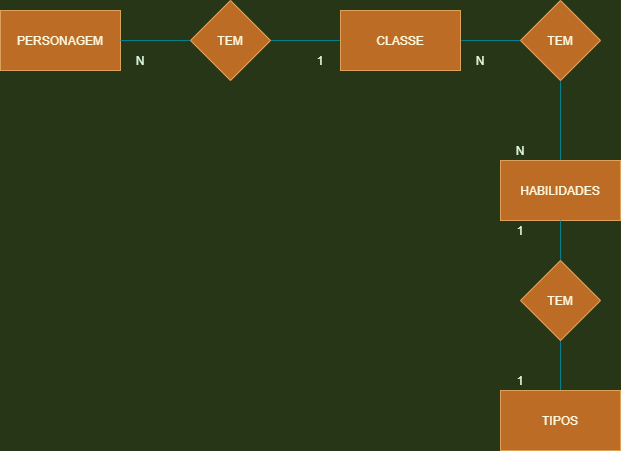 PERSONAGEM
TEM
CLASSE
TEM
N
1
N
N
HABILIDADES
1
TEM
1
TIPOS